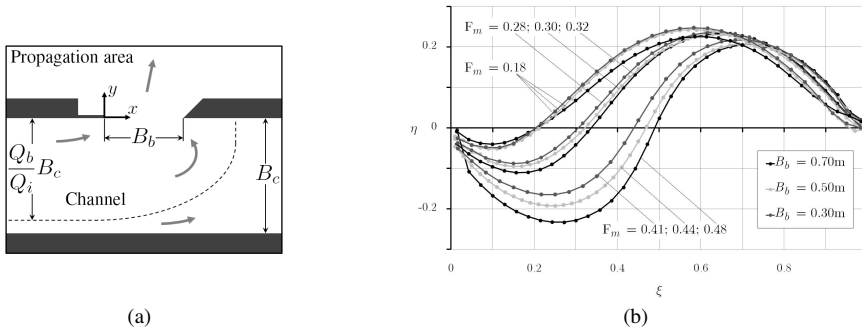 Propagation area
y
x
B_b
Q_b
Q_i
B_c
B_c
Channel
(a)
F_m = 0.28; 0.30; 0.32
F_m = 0.18
F_m = 0.41; 0.44; 0.48
0.2
0
-0.2
η
B_b = 0.70m
B_b = 0.50m
B_b = 0.30m
0
0.2
0.4
0.6
0.8
ξ
(b)